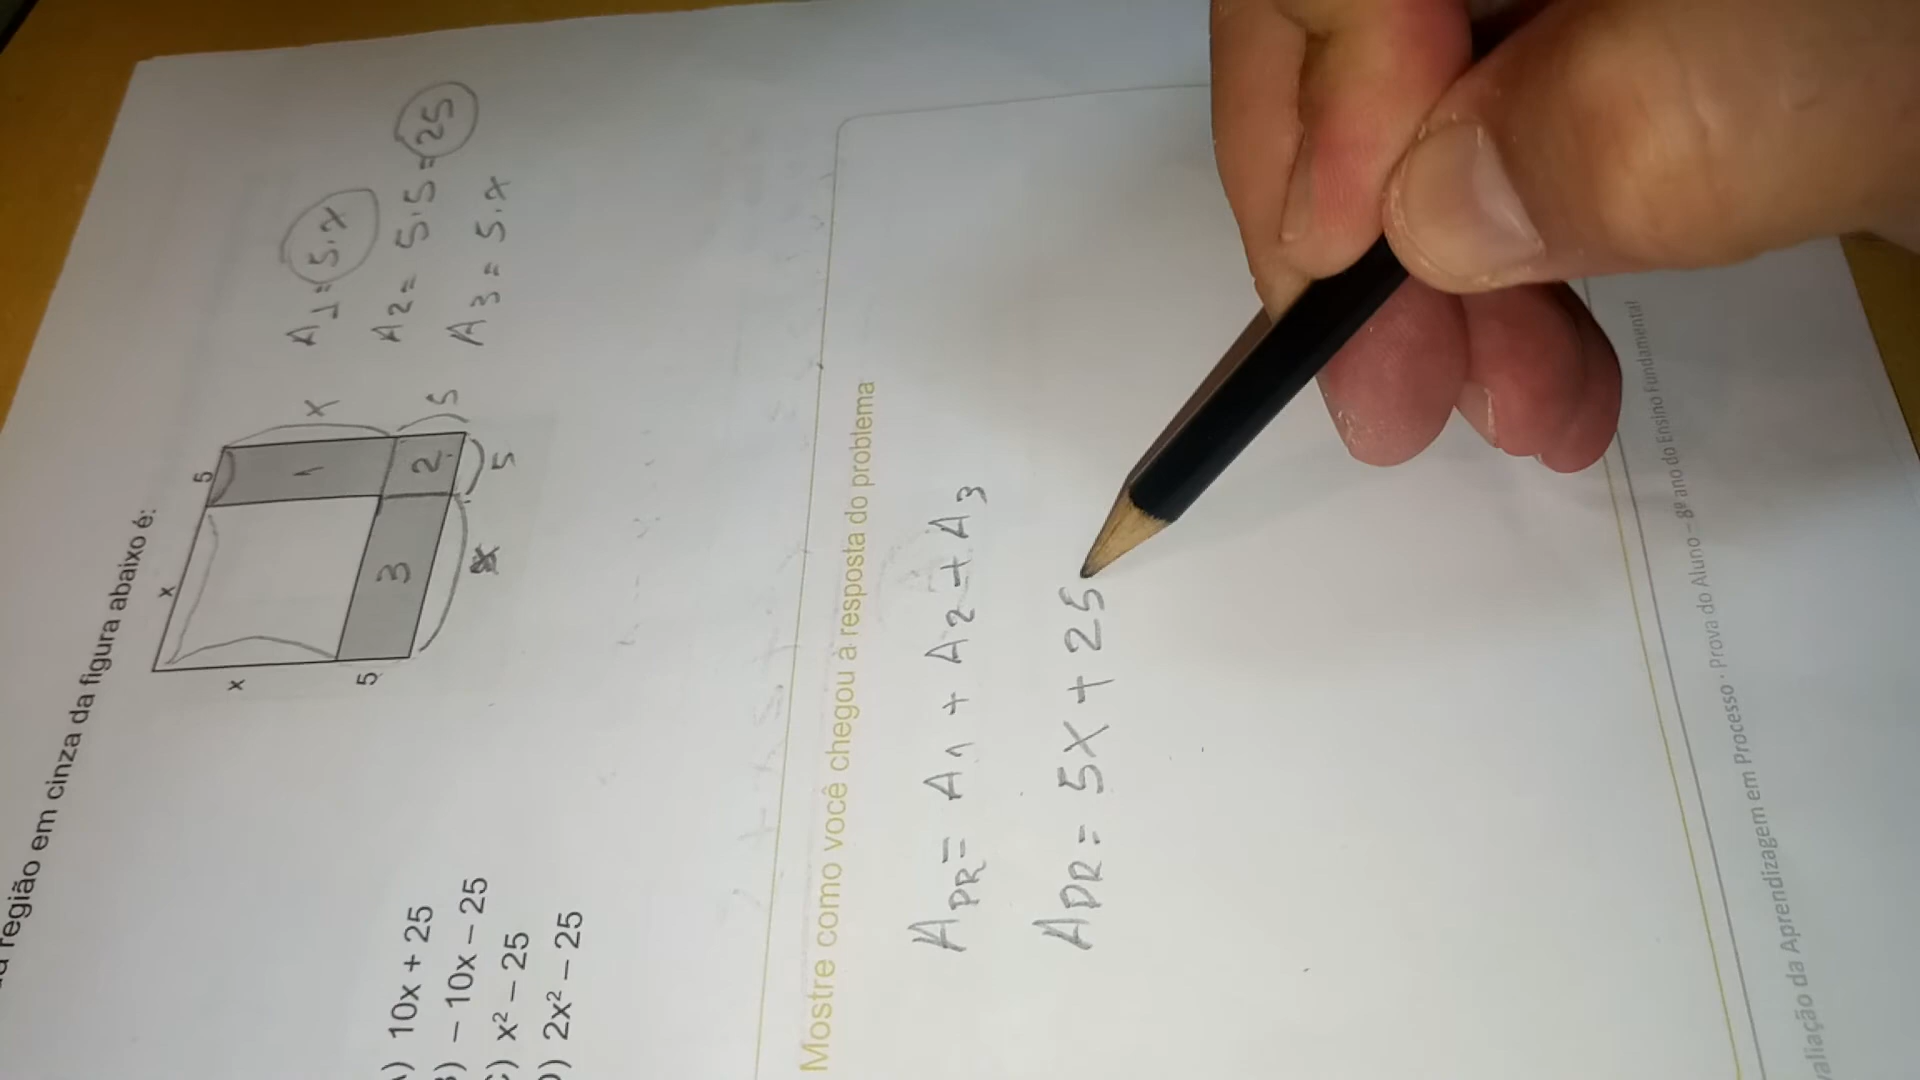 região em cinza da figura abaixo é:
x
5
x
5
1
2
3
x
5
5
x
A1 = 5.x
A2 = 5.5 = 25
A3 = 5.x
) 10x + 25
) – 10x – 25
) x² – 25
) 2x² – 25
Mostre como você chegou à resposta do problema
APR = A1 + A2 + A3
APR = 5x + 25
valiação da Aprendizagem em Processo · Prova do Aluno – 8º ano do Ensino Fundamental